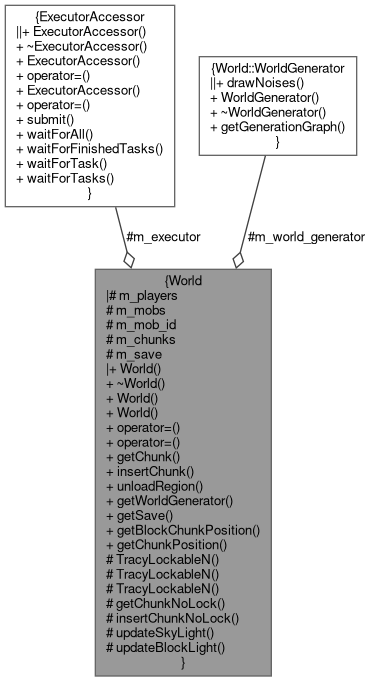 {ExecutorAccessor
||+ ExecutorAccessor()
+ ~ExecutorAccessor()
+ ExecutorAccessor()
+ operator=()
+ ExecutorAccessor()
+ operator=()
+ submit()
+ waitForAll()
+ waitForFinishedTasks()
+ waitForTask()
+ waitForTasks()
}
{World::WorldGenerator
||+ drawNoises()
+ WorldGenerator()
+ ~WorldGenerator()
+ getGenerationGraph()
}
#m_executor
#m_world_generator
{World
|# m_players
# m_mobs
# m_mob_id
# m_chunks
# m_save
|+ World()
+ ~World()
+ World()
+ World()
+ operator=()
+ operator=()
+ getChunk()
+ insertChunk()
+ unloadRegion()
+ getWorldGenerator()
+ getSave()
+ getBlockChunkPosition()
+ getChunkPosition()
# TracyLockableN()
# TracyLockableN()
# TracyLockableN()
# getChunkNoLock()
# insertChunkNoLock()
# updateSkyLight()
# updateBlockLight()
}